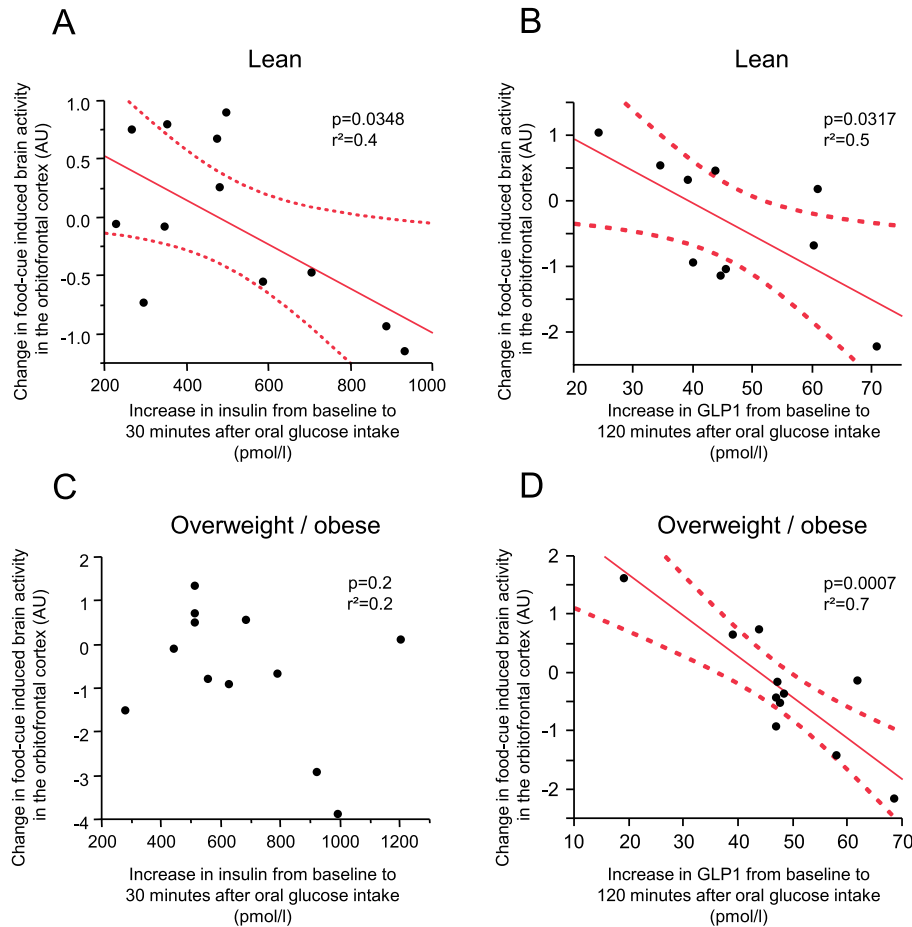 A
Lean
Change in food-cue induced brain activity
in the orbitofrontal cortex (AU)
1.0
0.5
0.0
-0.5
-1.0
p=0.0348
r²=0.4
200 400 600 800 1000
Increase in insulin from baseline to
30 minutes after oral glucose intake
(pmol/l)
B
Lean
Change in food-cue induced brain activity
in the orbitofrontal cortex (AU)
1
0
-1
-2
p=0.0317
r²=0.5
20 30 40 50 60 70
Increase in GLP1 from baseline to
120 minutes after oral glucose intake
(pmol/l)
C
Overweight / obese
Change in food-cue induced brain activity
in the orbitofrontal cortex (AU)
2
1
0
-1
-2
-3
-4
p=0.2
r²=0.2
200 400 600 800 1000 1200
Increase in insulin from baseline to
30 minutes after oral glucose intake
(pmol/l)
D
Overweight / obese
Change in food-cue induced brain activity
in the orbitofrontal cortex (AU)
2
1
0
-1
-2
p=0.0007
r²=0.7
10 20 30 40 50 60 70
Increase in GLP1 from baseline to
120 minutes after oral glucose intake
(pmol/l)